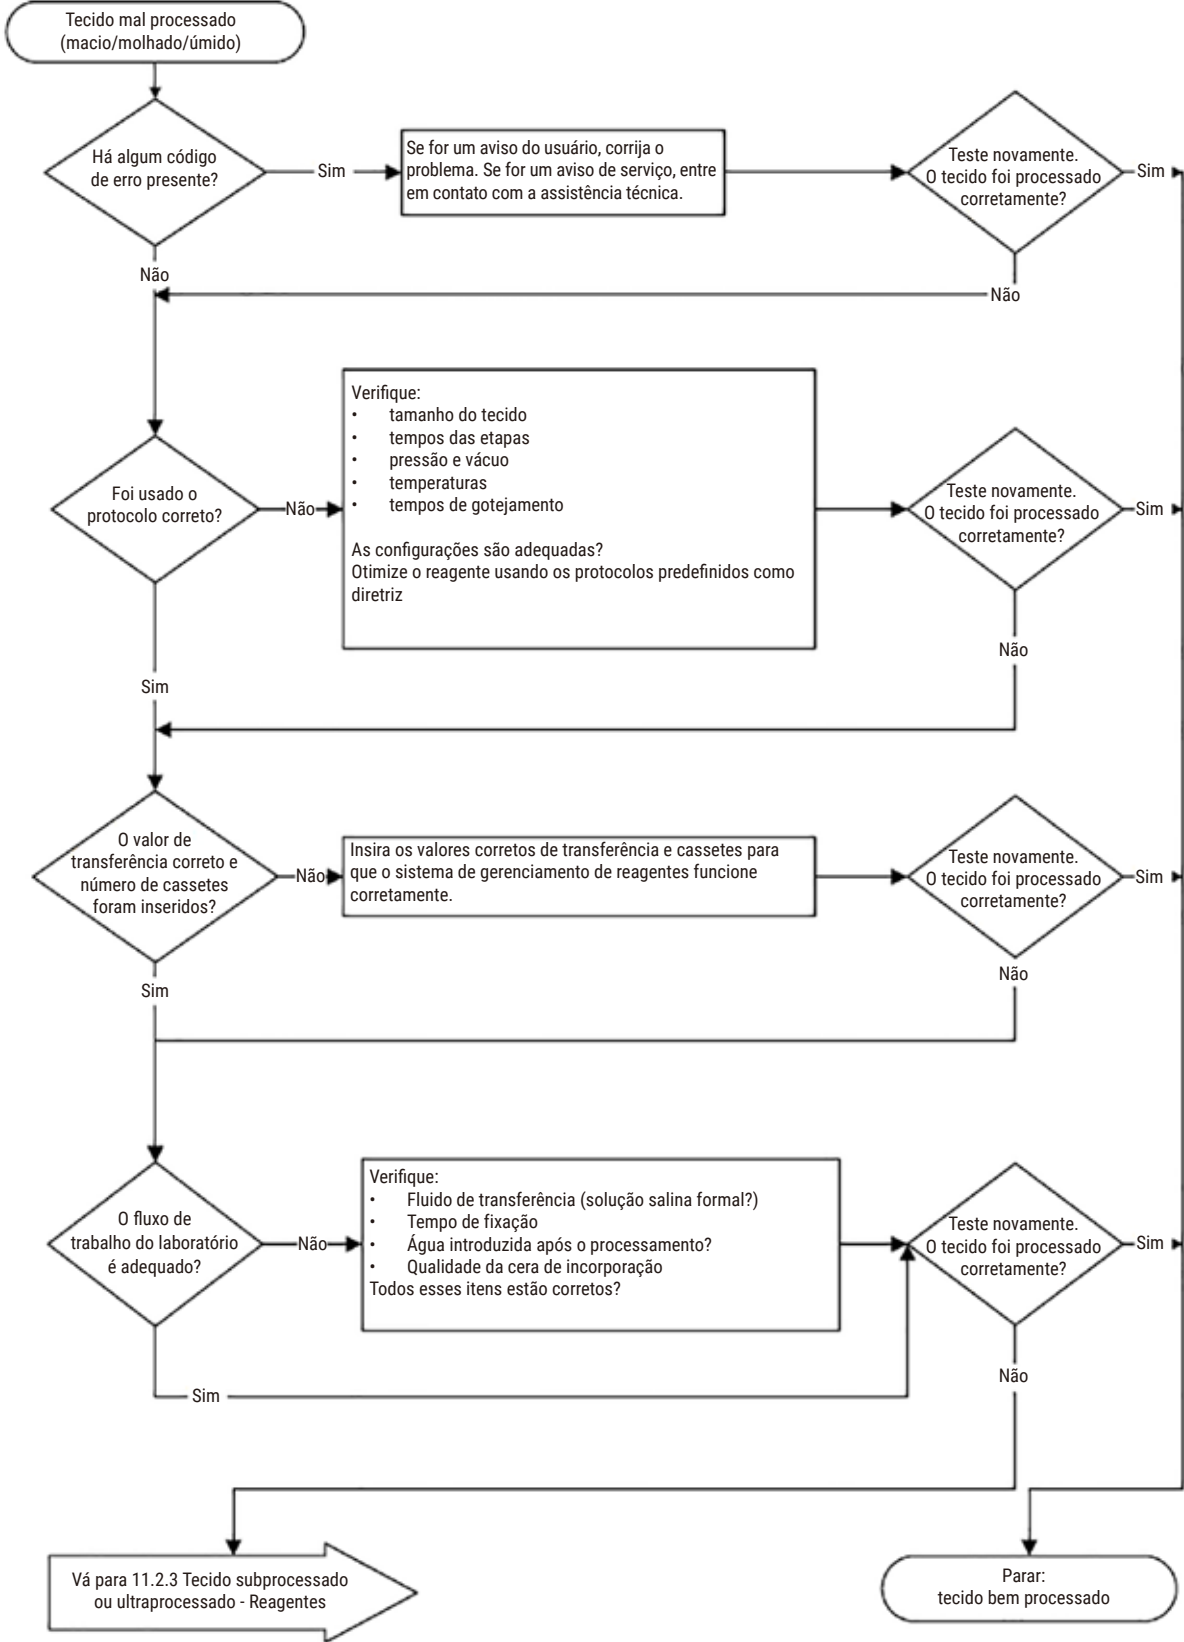 Tecido mal processado
(macio/molhado/úmido)
Há algum código
de erro presente?
Sim
Se for um aviso do usuário, corrija o
problema. Se for um aviso de serviço, entre
em contato com a assistência técnica.
Teste novamente.
O tecido foi processado
corretamente?
Sim
Não
Não
Foi usado o
protocolo correto?
Não
Verifique:
• tamanho do tecido
• tempos das etapas
• pressão e vácuo
• temperaturas
• tempos de gotejamento
As configurações são adequadas?
Otimize o reagente usando os protocolos predefinidos como
diretriz
Teste novamente.
O tecido foi processado
corretamente?
Sim
Não
Sim
O valor de
transferência correto e
número de cassetes
foram inseridos?
Não
Insira os valores corretos de transferência e cassetes para
que o sistema de gerenciamento de reagentes funcione
corretamente.
Teste novamente.
O tecido foi processado
corretamente?
Sim
Não
Sim
O fluxo de
trabalho do laboratório
é adequado?
Não
Verifique:
• Fluido de transferência (solução salina formal?)
• Tempo de fixação
• Água introduzida após o processamento?
• Qualidade da cera de incorporação
Todos esses itens estão corretos?
Teste novamente.
O tecido foi processado
corretamente?
Sim
Não
Sim
Vá para 11.2.3 Tecido subprocessado
ou ultraprocessado - Reagentes
Parar:
tecido bem processado